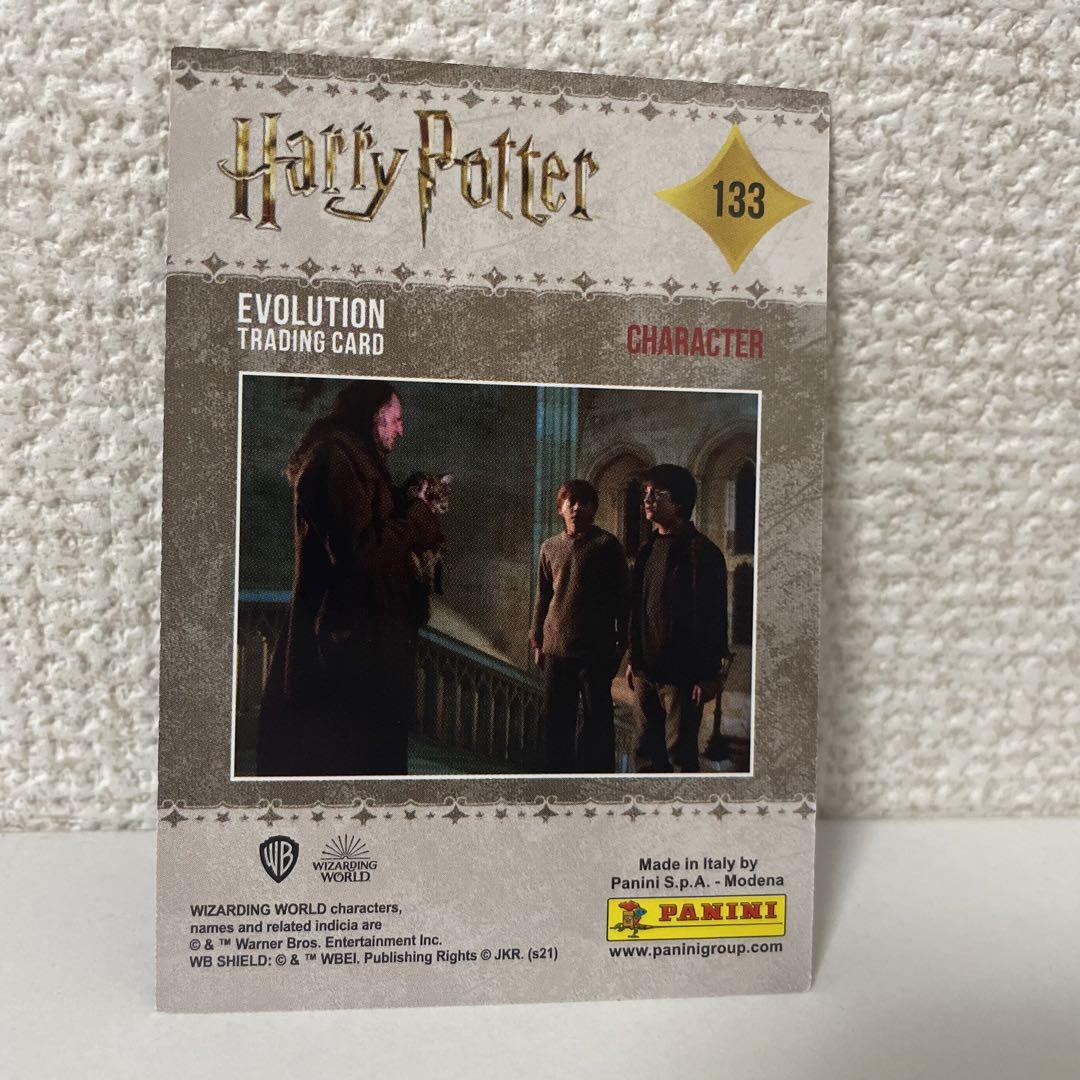 Harry Potter
133
EVOLUTION
TRADING CARD
CHARACTER
WB
WIZARDING
WORLD
WIZARDING WORLD characters,
names and related indicia are
© & ™ Warner Bros. Entertainment Inc.
WB SHIELD: © & ™ WBEI. Publishing Rights © JKR. (s21)
Made in Italy by
Panini S.p.A. - Modena
PANINI
www.paninigroup.com